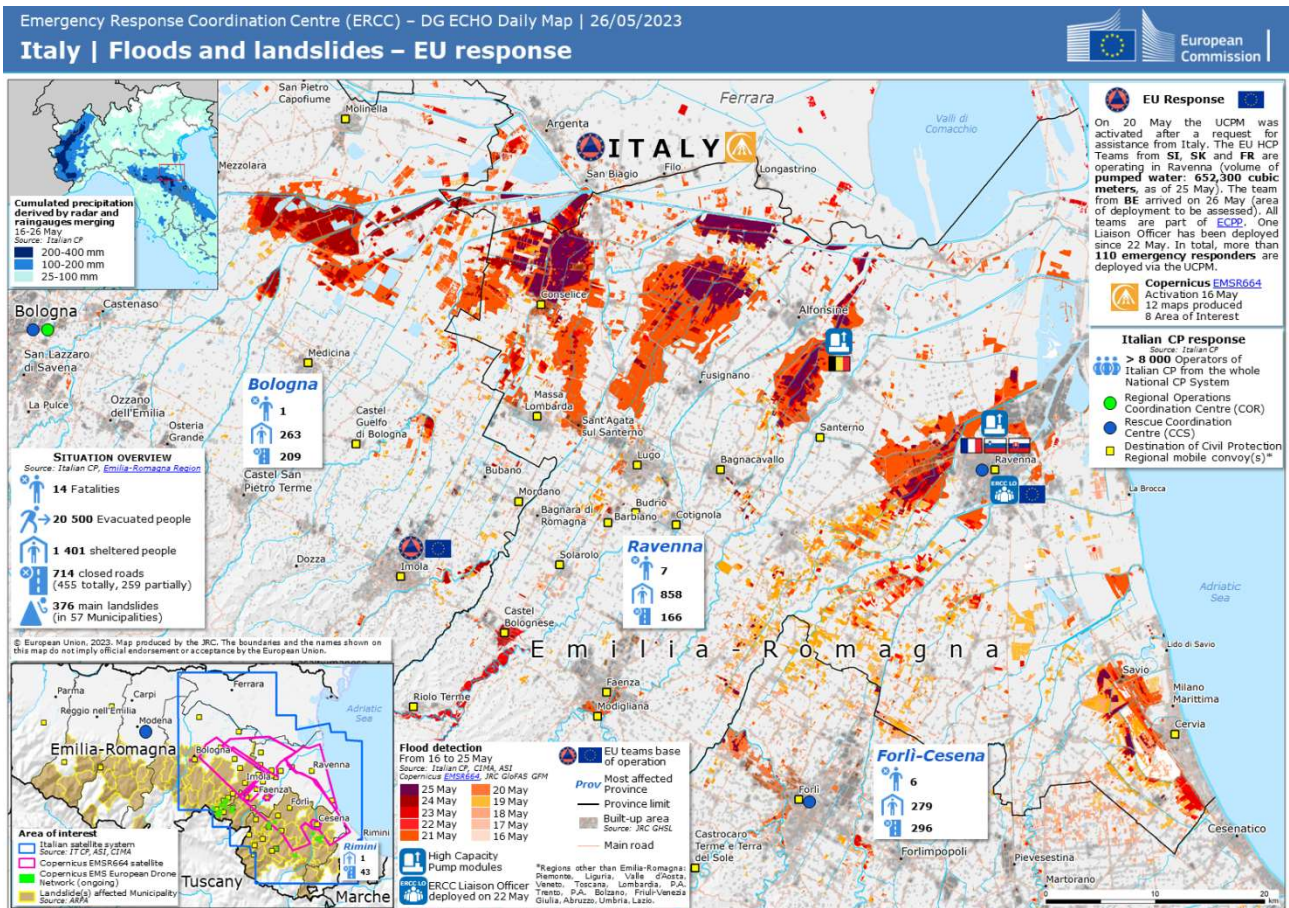 Emergency Response Coordination Centre (ERCC) – DG ECHO Daily Map | 26/05/2023
Italy | Floods and landslides – EU response
European
Commission
Cumulated precipitation
derived by radar and
raingauges merging
16-26 May
Source: Italian CP
200-400 mm
100-200 mm
25-100 mm
San Pietro
Capofiume
Molinella
Mezzolara
Argenta
Ferrara
Valli di
Comacchio
ITALY
San Biagio
Filo
Longastrino
Bologna
Castenaso
San Lazzaro
di Savena
La Pulce
Ozzano
dell'Emilia
Osteria
Grande
Medicina
Castel
Guelfo
di Bologna
Castel San
Pietro Terme
Conselice
Alfonsine
Fusignano
Massa
Lombarda
Sant'Agata
sul Santerno
Lugo
Bagnacavallo
Santerno
Bubano
Mordano
Bagnara di
Romagna
Budrio
Barbiano
Cotignola
Solarolo
Dozza
Imola
Castel
Bolognese
Riolo Terme
Faenza
Modigliana
Ravenna
ERCC LO
La Brocca
Adriatic
Sea
Lido di Savio
Savio
Milano
Marittima
Cervia
Cesenatico
Forlì
Castrocaro
Terme e Terra
del Sole
Forlimpopoli
Pievesestina
Martorano
Emilia-Romagna
0 10 20
km
Bologna
1
263
209
Ravenna
7
858
166
Forlì-Cesena
6
279
296
EU Response
On 20 May the UCPM was
activated after a request for
assistance from Italy. The EU HCP
Teams from SI, SK and FR are
operating in Ravenna (volume of
pumped water: 652,300 cubic
meters, as of 25 May). The team
from BE arrived on 26 May (area
of deployment to be assessed). All
teams are part of ECPP. One
Liaison Officer has been deployed
since 22 May. In total, more than
110 emergency responders are
deployed via the UCPM.
Copernicus EMSR664
Activation 16 May
12 maps produced
8 Area of Interest
Italian CP response
Source: Italian CP
> 8 000 Operators of
Italian CP from the whole
National CP System
Regional Operations
Coordination Centre (COR)
Rescue Coordination
Centre (CCS)
Destination of Civil Protection
Regional mobile convoy(s)*
SITUATION OVERVIEW
Source: Italian CP, Emilia-Romagna Region
14 Fatalities
20 500 Evacuated people
1 401 sheltered people
714 closed roads
(455 totally, 259 partially)
376 main landslides
(in 57 Municipalities)
© European Union, 2023. Map produced by the JRC. The boundaries and the names shown on
this map do not imply official endorsement or acceptance by the European Union.
Parma
Carpi
Ferrara
Reggio nell'Emilia
Modena
Adriatic
Sea
Emilia-Romagna
Bologna
Ravenna
Imola
Faenza
Forlì
Cesena
Rimini
Rimini
1
43
Tuscany
Marche
Area of interest
Italian satellite system
Source: IT CP, ASI, CIMA
Copernicus EMSR664 satellite
Copernicus EMS European Drone
Network (ongoing)
Landslide(s) affected Municipality
Source: ARPA
Flood detection
From 16 to 25 May
Source: Italian CP, CIMA, ASI
Copernicus EMSR664, JRC GloFAS GFM
25 May
24 May
23 May
22 May
21 May
20 May
19 May
18 May
17 May
16 May
High Capacity
Pump modules
ERCC LO
ERCC Liaison Officer
deployed on 22 May
EU teams base
of operation
Prov Most affected
Province
Province limit
Built-up area
Source: JRC GHSL
Main road
*Regions other than Emilia-Romagna:
Piemonte, Liguria, Valle d'Aosta,
Veneto, Toscana, Lombardia, P.A.
Trento, P.A. Bolzano, Friuli-Venezia
Giulia, Abruzzo, Umbria, Lazio.